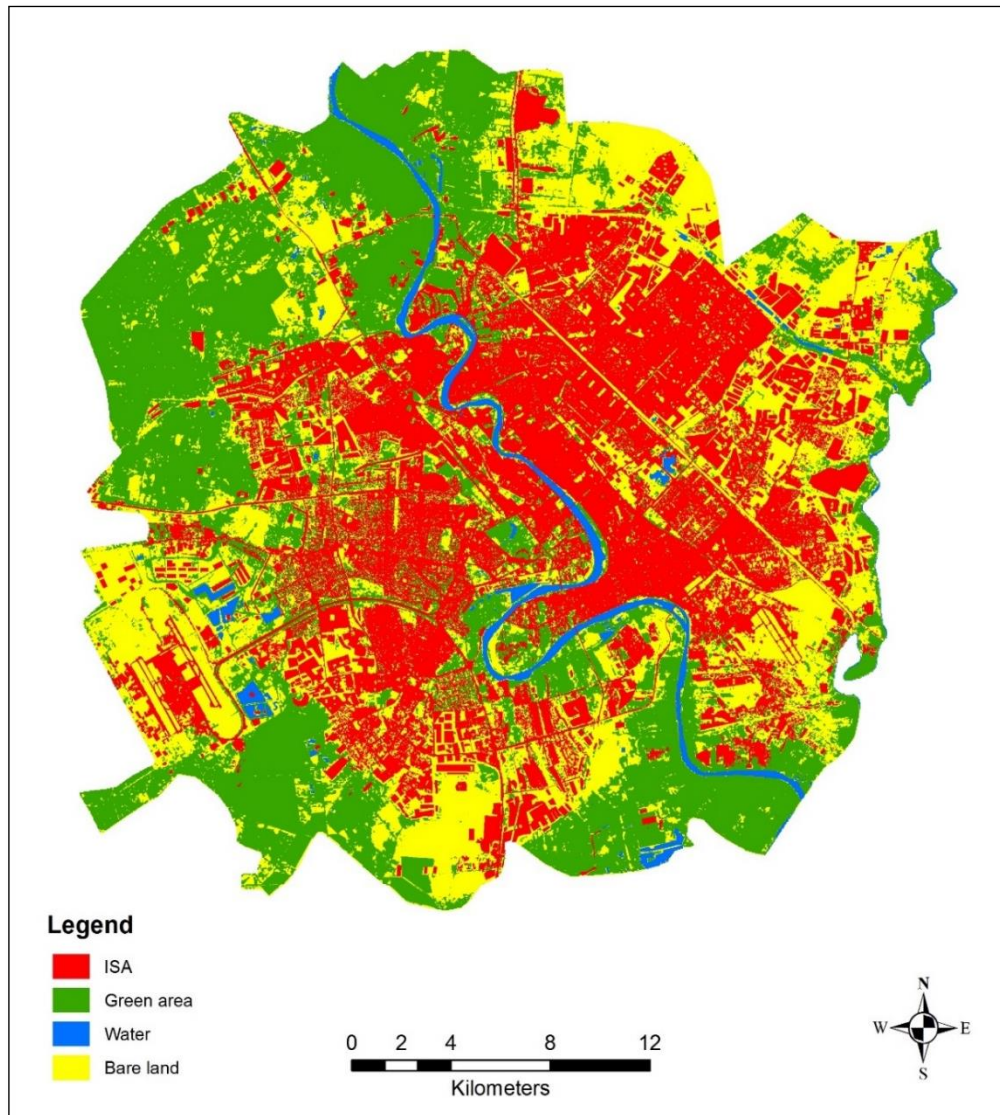 Legend
ISA
Green area
Water
Bare land
0 2 4 8 12
Kilometers
N
W E
S